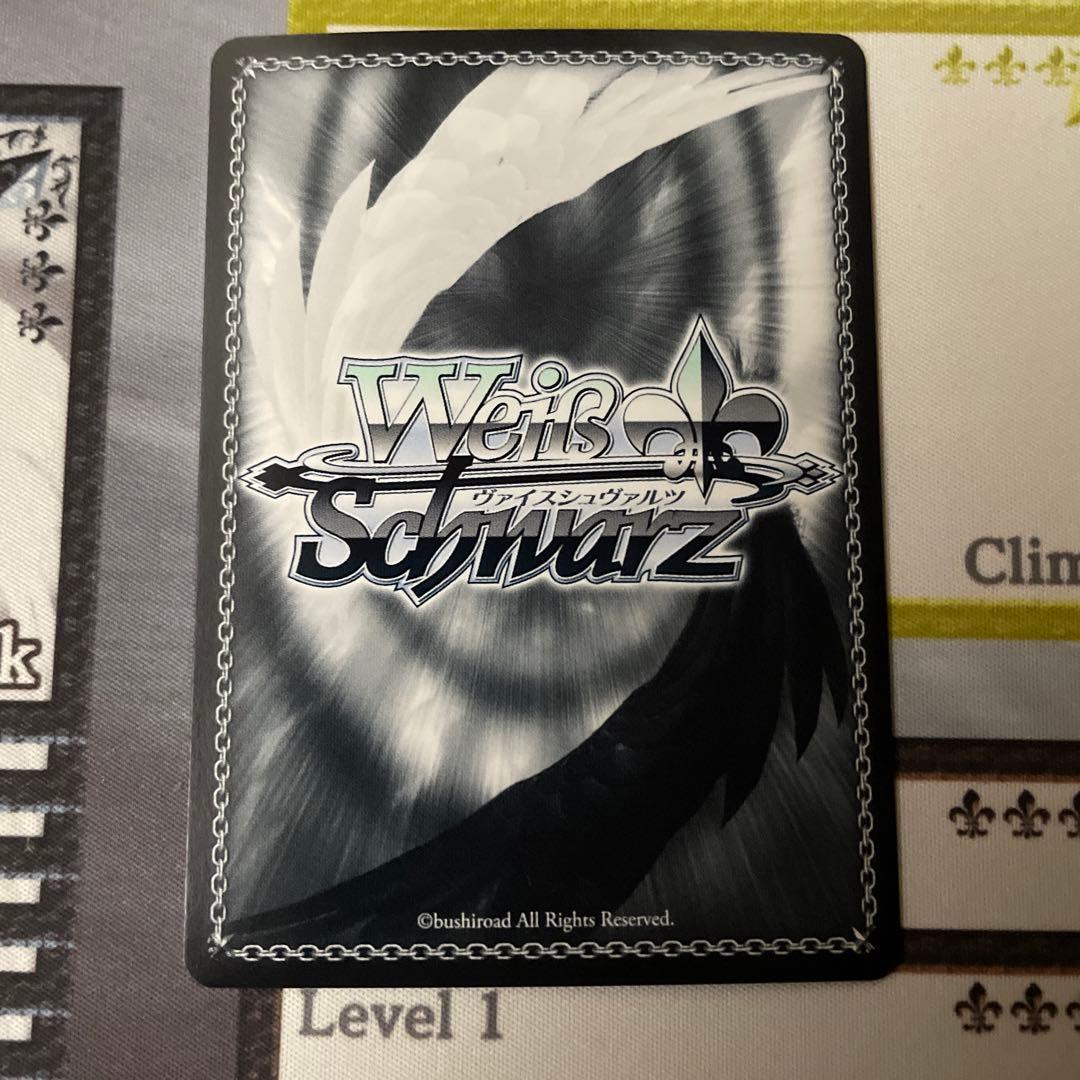 Weiß
ヴァイスシュヴァルツ
Schwarz
©bushiroad All Rights Reserved.
Clim
k
Level 1